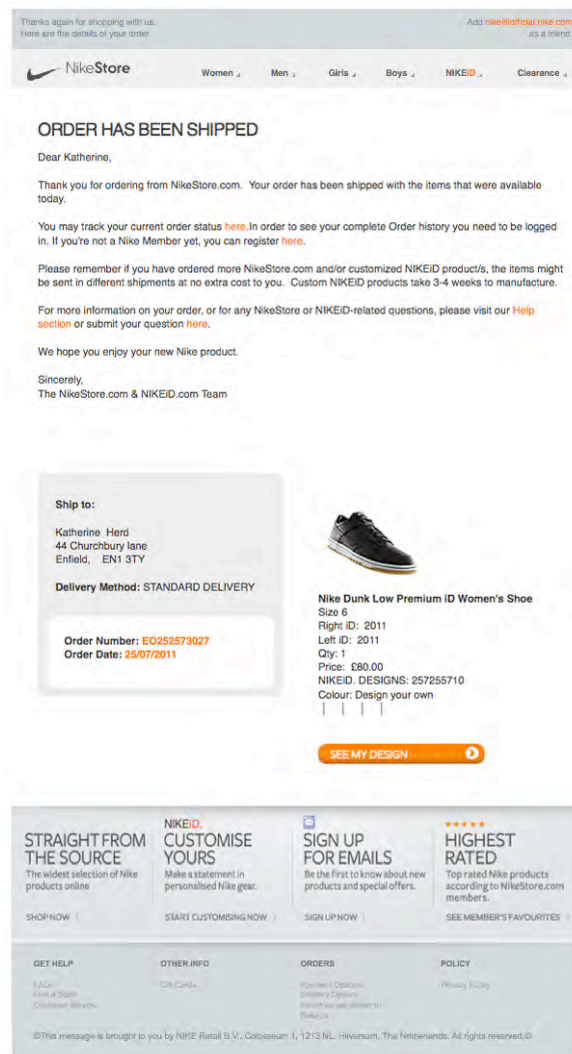 Thanks again for shopping with us.
Here are the details of your order.
Add nike@official.nike.com
as a friend
NikeStore
Women
Men
Girls
Boys
NIKEiD
Clearance
ORDER HAS BEEN SHIPPED
Dear Katherine,
Thank you for ordering from NikeStore.com. Your order has been shipped with the items that were available
today.
You may track your current order status here.In order to see your complete Order history you need to be logged
in. If you're not a Nike Member yet, you can register here.
Please remember if you have ordered more NikeStore.com and/or customized NIKEiD product/s, the items might
be sent in different shipments at no extra cost to you. Custom NIKEiD products take 3-4 weeks to manufacture.
For more information on your order, or for any NikeStore or NIKEiD-related questions, please visit our Help
section or submit your question here.
We hope you enjoy your new Nike product.
Sincerely,
The NikeStore.com & NIKEiD.com Team
Ship to:
Katherine Herd
44 Churchbury lane
Enfield, EN1 3TY
Delivery Method: STANDARD DELIVERY
Order Number: EO252573027
Order Date: 25/07/2011
Nike Dunk Low Premium iD Women's Shoe
Size 6
Right iD: 2011
Left iD: 2011
Qty: 1
Price: £80.00
NIKEiD. DESIGNS: 257255710
Colour: Design your own
| | | |
SEE MY DESIGN
STRAIGHT FROM
THE SOURCE
The widest selection of Nike
products online
SHOP NOW
NIKEiD.
CUSTOMISE
YOURS
Make a statement in
personalised Nike gear.
START CUSTOMISING NOW
SIGN UP
FOR EMAILS
Be the first to know about new
products and special offers.
SIGN UP NOW
HIGHEST
RATED
Top rated Nike products
according to NikeStore.com
members.
SEE MEMBER'S FAVOURITES
GET HELP
FAQs
Find a Store
Customer Service
OTHER INFO
Gift Cards
ORDERS
Payment Options
Delivery Options
Countries we deliver to
Returns
POLICY
Privacy Policy
©This message is brought to you by NIKE Retail B.V., Colosseum 1, 1213 NL, Hilversum, The Netherlands. All rights reserved.©